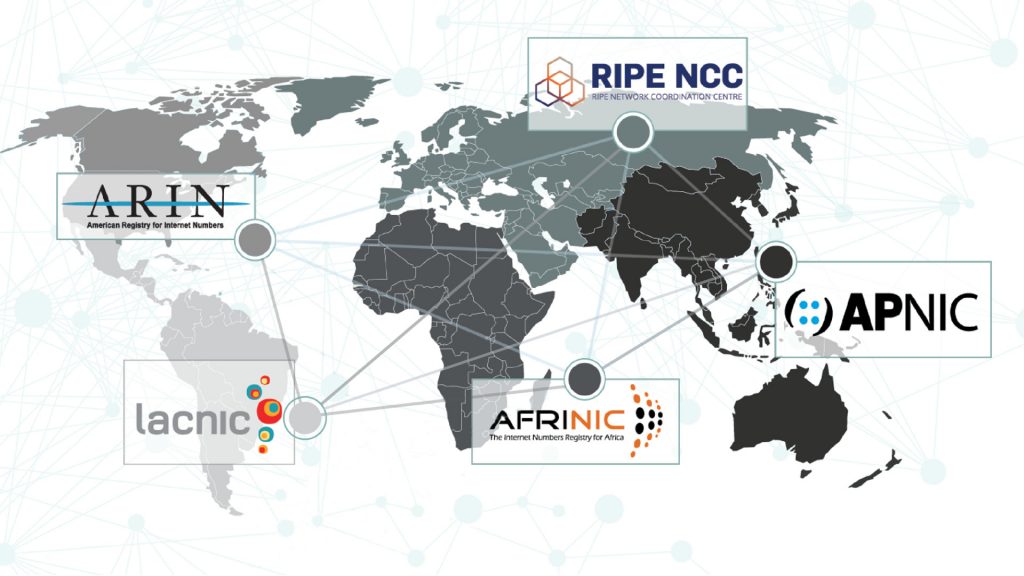 RIPE NCC
RIPE NETWORK COORDINATION CENTRE
ARIN
American Registry for Internet Numbers
APNIC
lacnic
AFRINIC
The Internet Numbers Registry for Africa